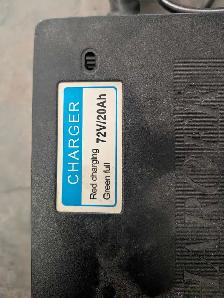 CHARGER
Red charging
72V/20Ah
Green full